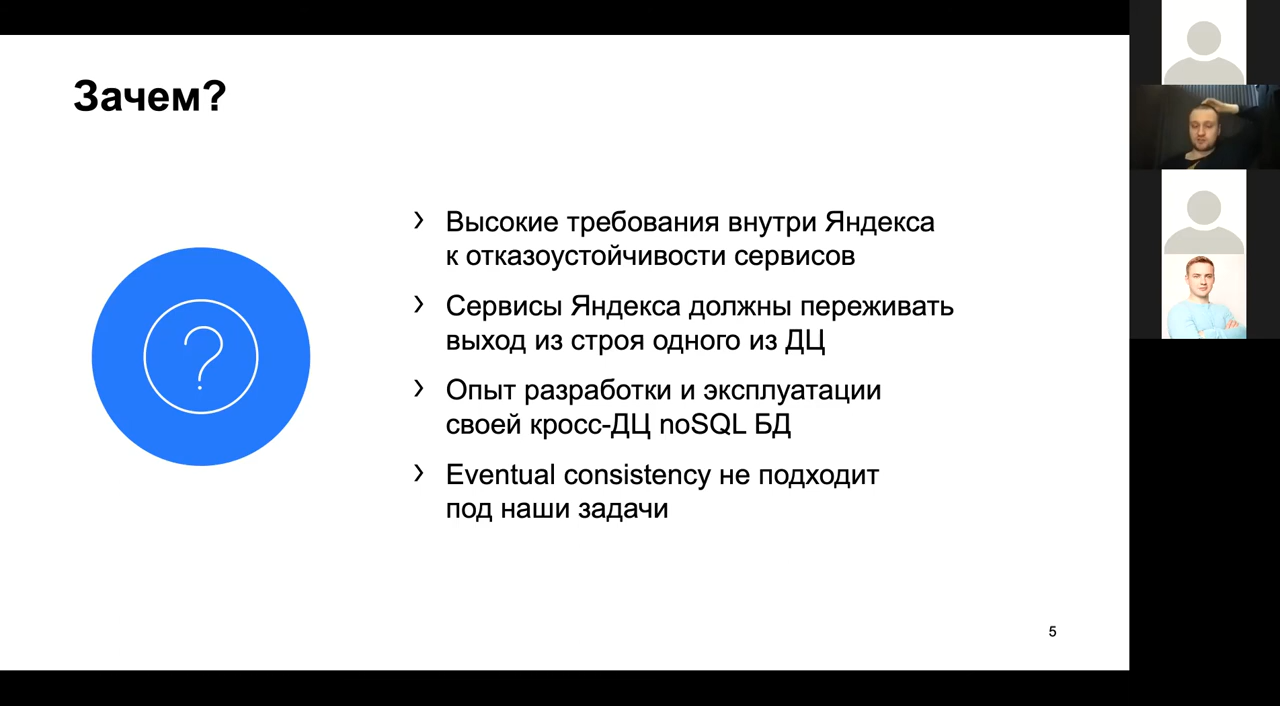 Зачем?
Высокие требования внутри Яндекса
к отказоустойчивости сервисов
Сервисы Яндекса должны переживать
выход из строя одного из ДЦ
Опыт разработки и эксплуатации
своей кросс-ДЦ noSQL БД
Eventual consistency не подходит
под наши задачи
5